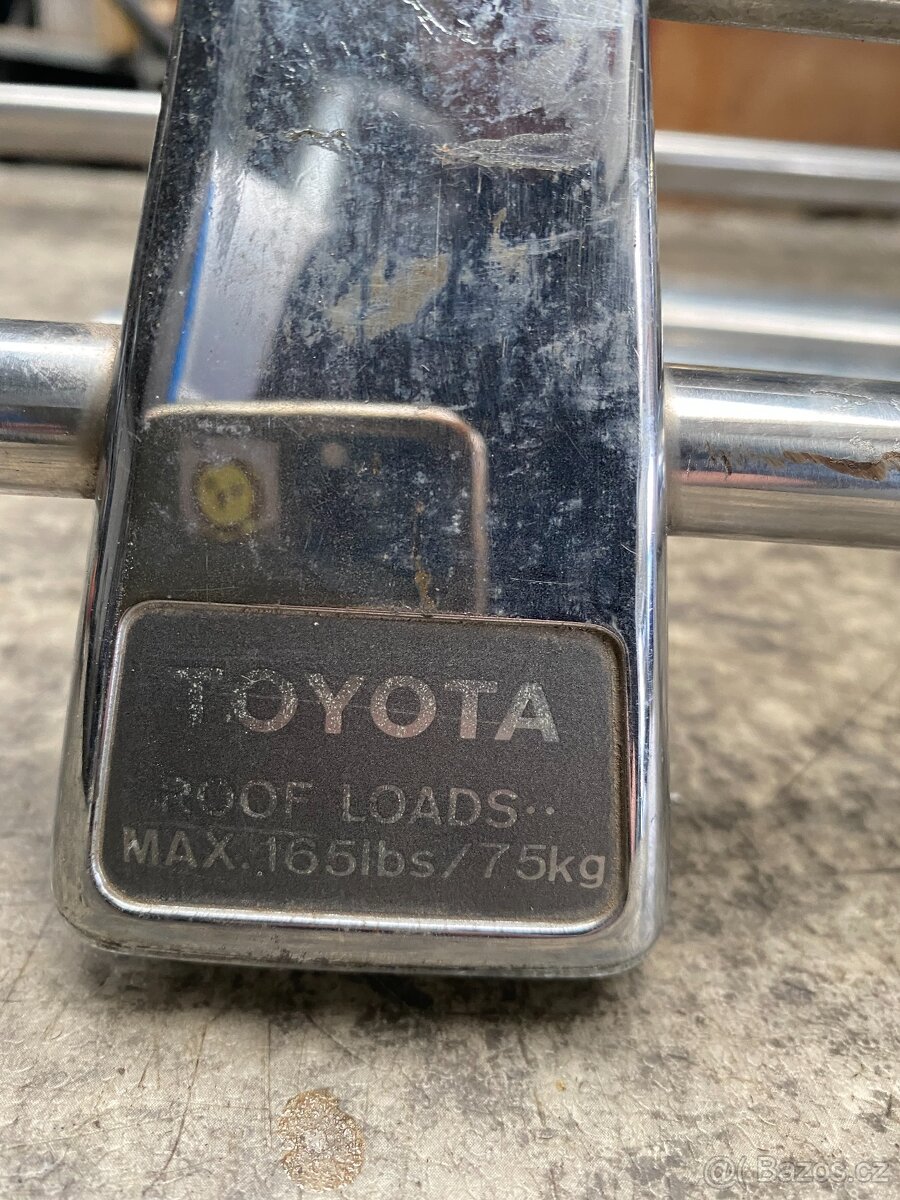 TOYOTA
ROOF LOADS··
MAX.165lbs/75kg
@( Bazos.cz